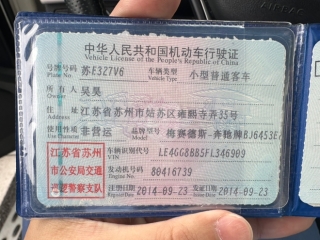 中华人民共和国机动车行驶证
Vehicle License of the People's Republic of China
号牌号码 苏E327V6 车辆类型 小型普通客车
Plate No. Vehicle Type
所有人 吴昊
Owner
住址 江苏省苏州市姑苏区雍熙寺弄35号
Address
使用性质 非营运 品牌型号 梅赛德斯-奔驰牌BJ6453EA
Use Character Model
江苏省苏州 车辆识别代号 LE4GG8BB5FL346909
VIN
市公安局交通 发动机号码 80416739
Engine No.
巡逻警察支队 注册日期 2014-09-23 发证日期 2014-09-23
Register Date Issue Date